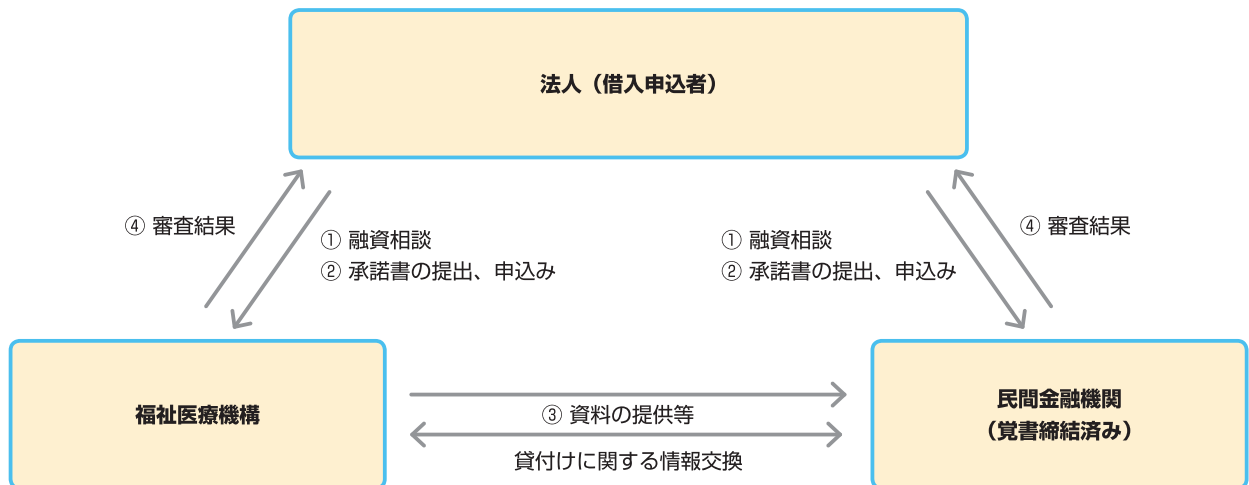 法人（借入申込者）
④ 審査結果
① 融資相談
② 承諾書の提出、申込み
① 融資相談
② 承諾書の提出、申込み
④ 審査結果
福祉医療機構
③ 資料の提供等
貸付けに関する情報交換
民間金融機関
（覚書締結済み）